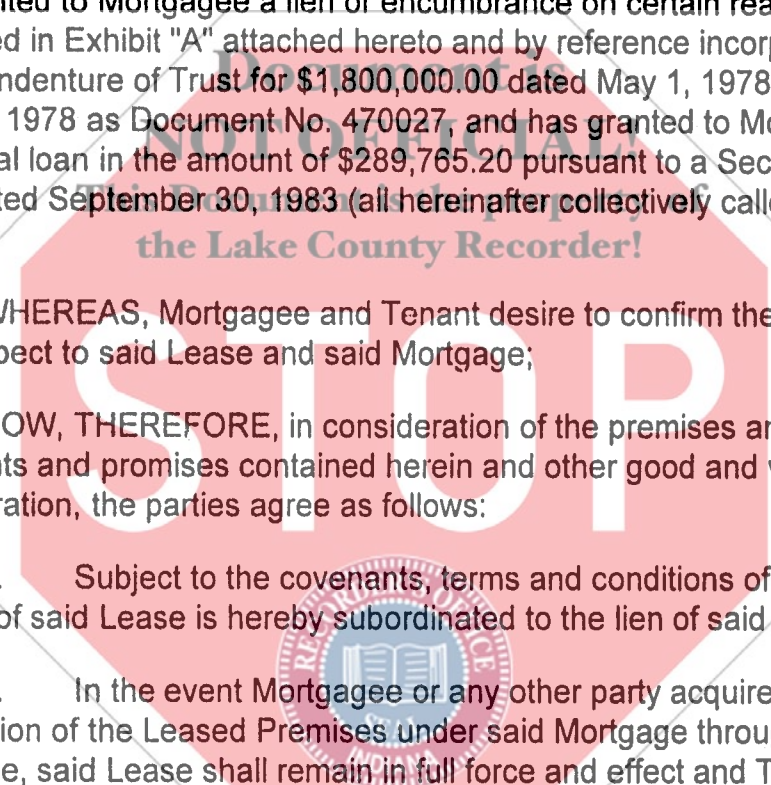 nted to Mortgagee a lien or encumbrance on certain rea
ed in Exhibit "A" attached hereto and by reference incorp
ndenture of Trust for $1,800,000.00 dated May 1, 1978
1978 as Document No. 470027, and has granted to Mo
al loan in the amount of $289,765.20 pursuant to a Sec
ted September 30, 1983 (all hereinafter collectively calle
Document is
NOT OFFICIAL!
This Document is the property of
the Lake County Recorder!
WHEREAS, Mortgagee and Tenant desire to confirm the
pect to said Lease and said Mortgage;
OW, THEREFORE, in consideration of the premises an
nts and promises contained herein and other good and v
ration, the parties agree as follows:
STOP
. Subject to the covenants, terms and conditions of
of said Lease is hereby subordinated to the lien of said
. In the event Mortgagee or any other party acquire
ion of the Leased Premises under said Mortgage throu
e, said Lease shall remain in full force and effect and T
RECORDER'S OFFICE
SEAL
INDIANA